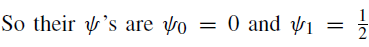 So their ψ's are ψ0 = 0 and ψ1 = 1/2